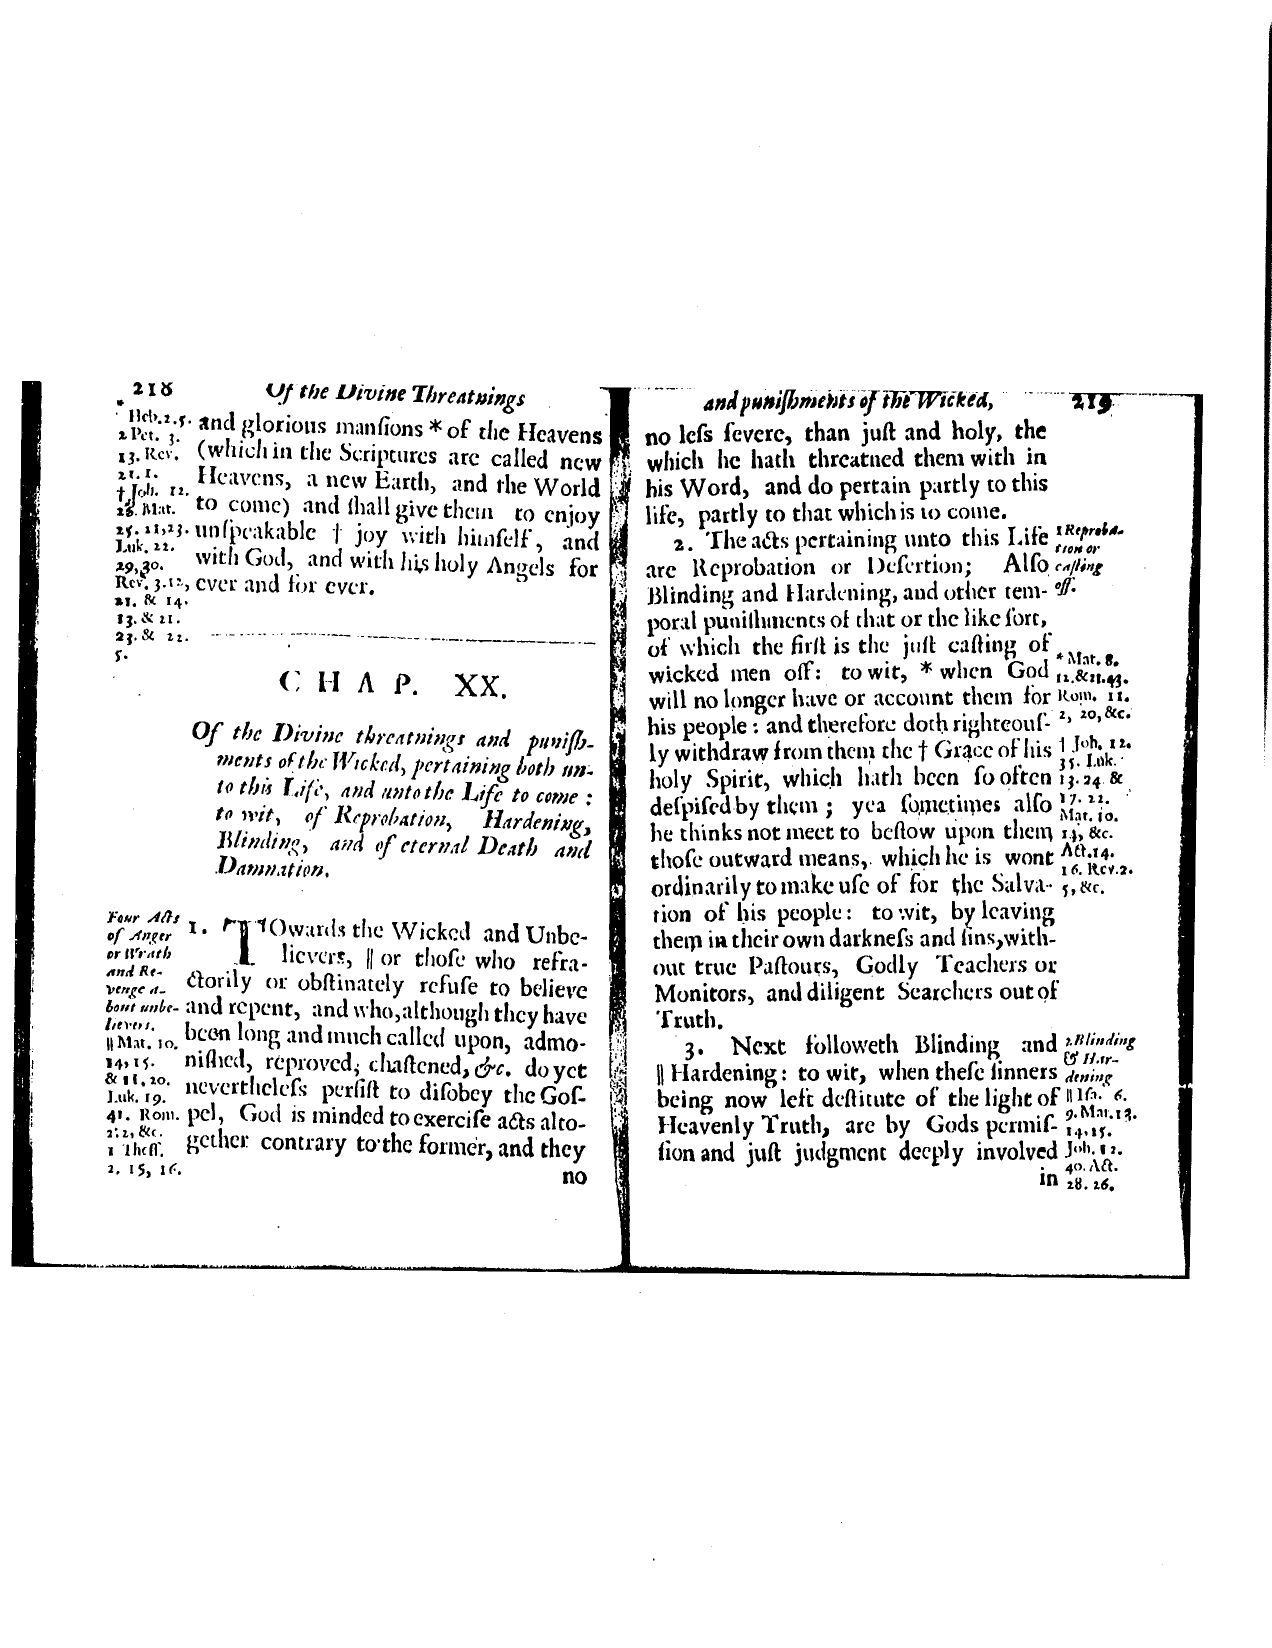 218 Of the Divine Threatnings
Heb. 2. 5.
2 Pet. 3.
13. Rev.
21. 1.
† Joh. 12.
26. Mat.
25. 11, 23.
Luk. 22.
29, 30.
Rev. 3. 12,
21. & 14.
13. & 21.
23. & 22.
5.
and glorious manſions * of the Heavens
(which in the Scriptures are called new
Heavens, a new Earth, and the World
to come) and ſhall give them to enjoy
unſpeakable † joy with himſelf, and
with God, and with his holy Angels for
ever and for ever.
CHAP. XX.
Of the Divine threatnings and puniſh-
ments of the Wicked, pertaining both un-
to this Life, and unto the Life to come :
to wit, of Reprobation, Hardening,
Blinding, and of eternal Death and
Damnation.
Four Acts
of Anger
or Wrath
and Re-
venge a-
bout unbe-
lievers.
|| Mat. 10.
14, 15.
& 11. 20.
Luk. 19.
41. Rom.
2. 2, &c.
1 Theſſ.
2. 15, 16.
1. TOwards the Wicked and Unbe-
lievers, || or thoſe who refra-
ctorily or obſtinately refuſe to believe
and repent, and who, although they have
been long and much called upon, admo-
niſhed, reproved, chaſtened, &c. do yet
nevertheleſs perſiſt to diſobey the Goſ-
pel, God is minded to exerciſe acts alto-
gether contrary to the former, and they
no
and puniſhments of the Wicked, 219
no leſs ſevere, than juſt and holy, the
which he hath threatned them with in
his Word, and do pertain partly to this
life, partly to that which is to come.
2. The acts pertaining unto this Life
are Reprobation or Deſertion; Alſo
Blinding and Hardening, and other tem-
poral puniſhments of that or the like ſort,
of which the firſt is the juſt caſting of
wicked men off: to wit, * when God
will no longer have or account them for
his people : and therefore doth righteouſ-
ly withdraw from them the † Grace of his
holy Spirit, which hath been ſo often
deſpiſed by them ; yea ſometimes alſo
he thinks not meet to beſtow upon them
thoſe outward means, which he is wont
ordinarily to make uſe of for the Salva-
tion of his people : to wit, by leaving
them in their own darkneſs and ſins, with-
out true Paſtours, Godly Teachers or
Monitors, and diligent Searchers out of
Truth.
3. Next followeth Blinding and
|| Hardening : to wit, when theſe ſinners
being now left deſtitute of the light of
Heavenly Truth, are by Gods permiſ-
ſion and juſt judgment deeply involved
in
1 Reproba-
tion or
caſting
off.
* Mat. 8.
12. & 21. 43.
Rom. 11.
2, 20, &c.
† Joh. 12.
35. Luk.
13. 24 &
17. 22.
Mat. 10.
14, &c.
Act. 14.
16. Rev. 2.
5, &c.
2. Blinding
& Har-
dening
|| Iſa. 6.
9. Mat. 13.
14, 15.
Joh. 12.
40. Act.
28. 26.